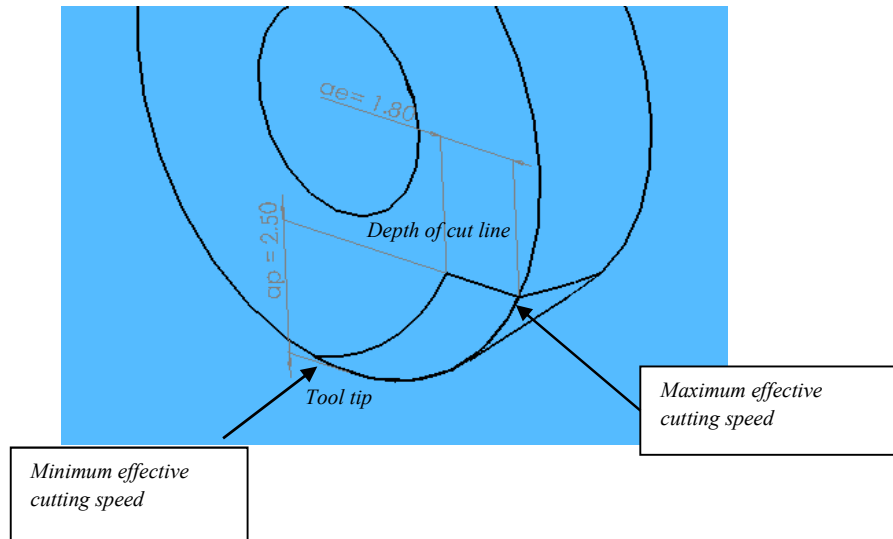 ae= 1.80
Depth of cut line
ap = 2.50
Tool tip
Maximum effective
cutting speed
Minimum effective
cutting speed